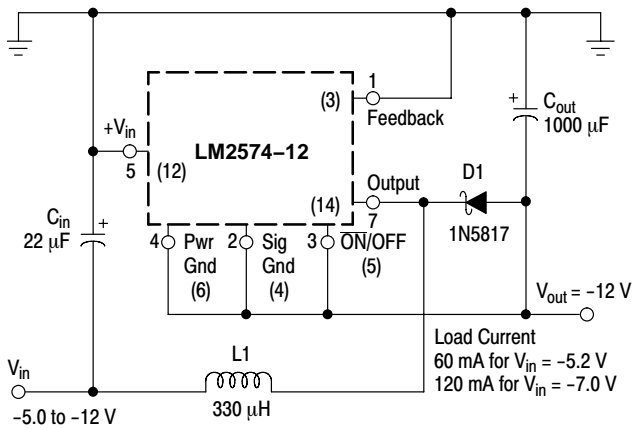 1
(3)
Feedback
+
C_out
1000 µF
+V_in
5
(12)
LM2574–12
D1
Output
(14)
7
1N5817
C_in
22 µF
+
4
Pwr
Gnd
(6)
2
Sig
Gnd
(4)
3
O̅N̅/OFF
(5)
V_out = –12 V
Load Current
60 mA for V_in = –5.2 V
120 mA for V_in = –7.0 V
L1
330 µH
V_in
–5.0 to –12 V